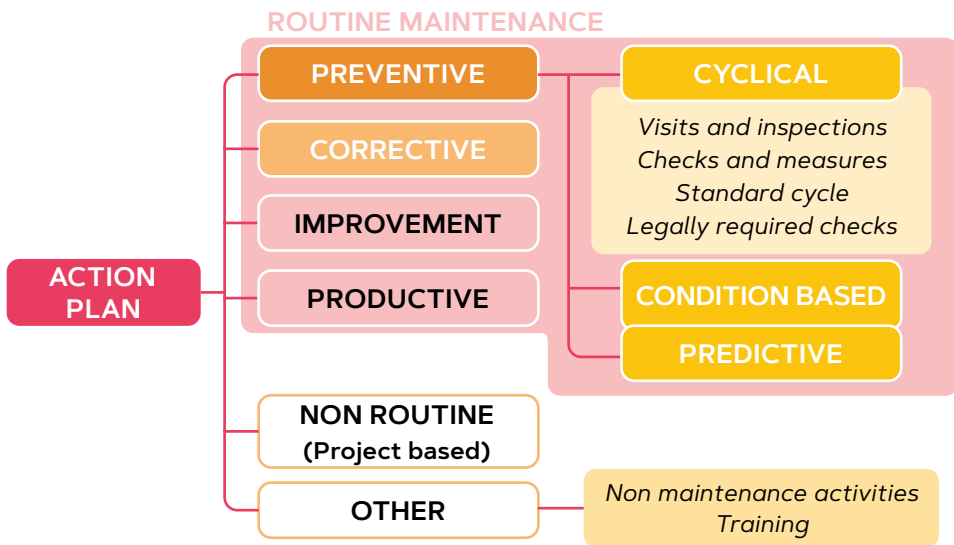 ROUTINE MAINTENANCE
PREVENTIVE
CYCLICAL
Visits and inspections
Checks and measures
Standard cycle
Legally required checks
CORRECTIVE
IMPROVEMENT
ACTION
PLAN
PRODUCTIVE
CONDITION BASED
PREDICTIVE
NON ROUTINE
(Project based)
OTHER
Non maintenance activities
Training